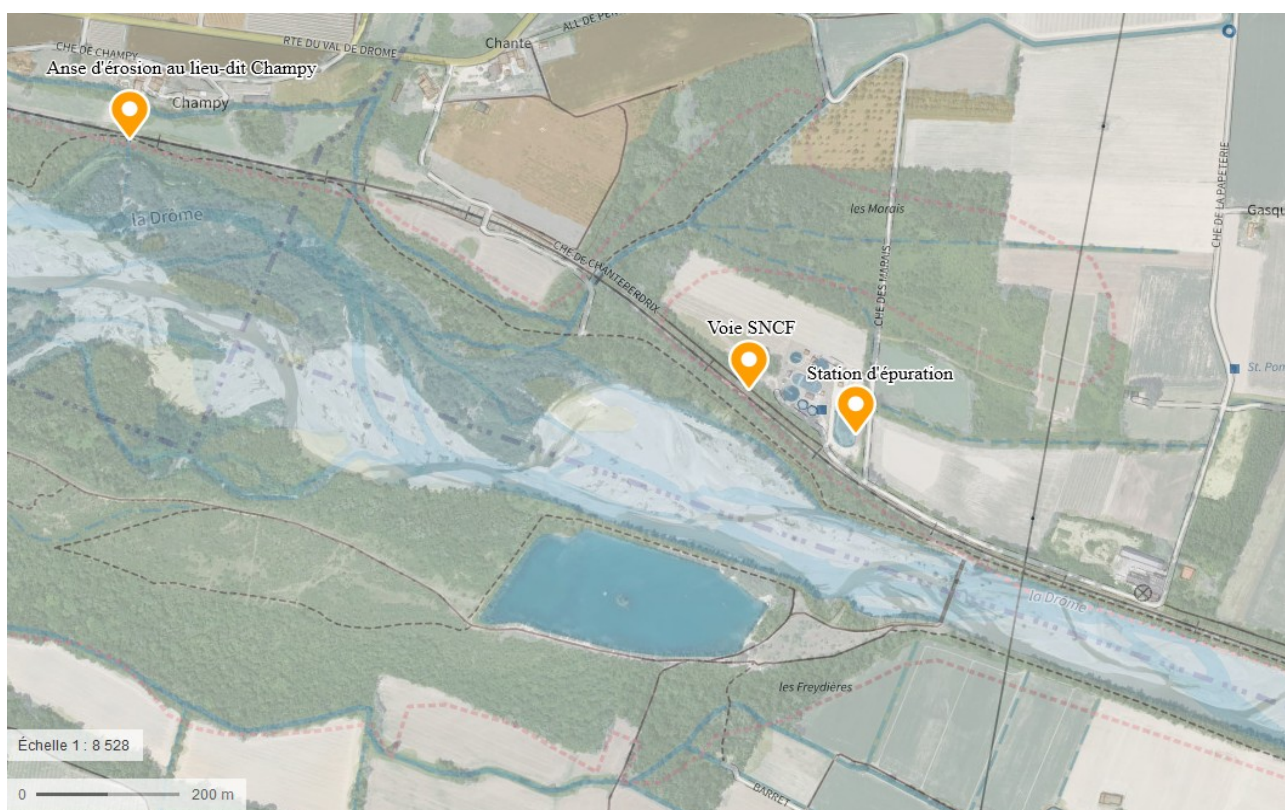 ALL DE PER
RTE DU VAL DE DROME
Chante
CHE DE CHAMPY
Anse d'érosion au lieu-dit Champy
Champy
la Drôme
les Marais
CHE DE LA PAPETERIE
Gasqu
CHE DE CHANTEPERDRIX
CHE DES MARAIS
Voie SNCF
Station d'épuration
St. Pom
la Drôme
les Freydières
BARRET
Échelle 1 : 8 528
0 200 m